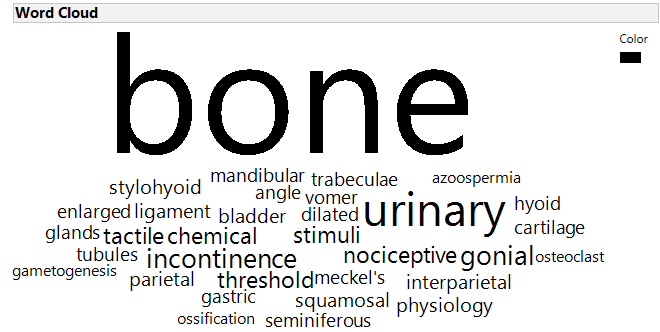 Word Cloud
Color
bone
mandibular trabeculae azoospermia
stylohyoid angle vomer urinary hyoid
enlarged ligament bladder dilated cartilage
glands tactile chemical stimuli
tubules incontinence nociceptive gonial osteoclast
gametogenesis parietal threshold meckel's interparietal
gastric squamosal physiology
ossification seminiferous